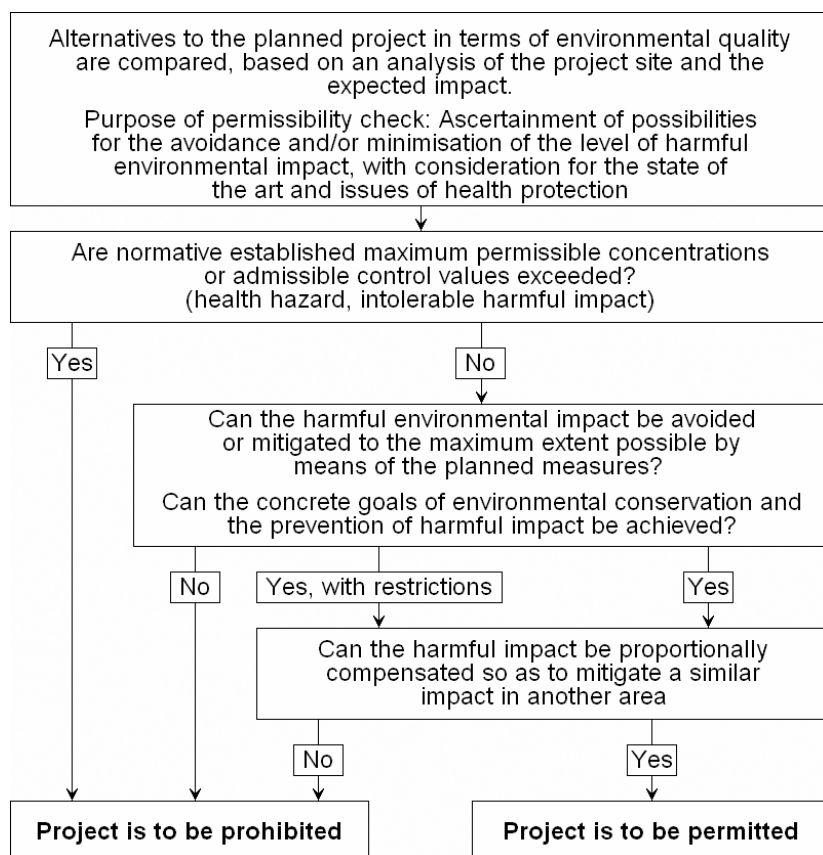 Alternatives to the planned project in terms of environmental quality
are compared, based on an analysis of the project site and the
expected impact.
Purpose of permissibility check: Ascertainment of possibilities
for the avoidance and/or minimisation of the level of harmful
environmental impact, with consideration for the state of
the art and issues of health protection
Are normative established maximum permissible concentrations
or admissible control values exceeded?
(health hazard, intolerable harmful impact)
Yes
No
Can the harmful environmental impact be avoided
or mitigated to the maximum extent possible by
means of the planned measures?
Can the concrete goals of environmental conservation and
the prevention of harmful impact be achieved?
No
Yes, with restrictions
Yes
Can the harmful impact be proportionally
compensated so as to mitigate a similar
impact in another area
No
Yes
Project is to be prohibited
Project is to be permitted